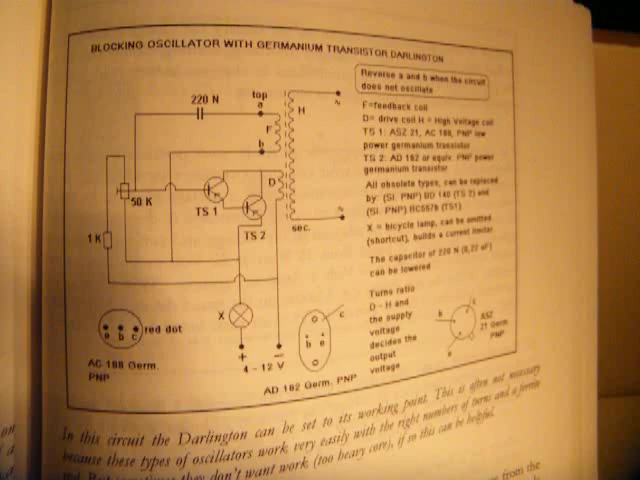 BLOCKING OSCILLATOR WITH GERMANIUM TRANSISTOR DARLINGTON
Reverse a and b when the circuit
does not oscillate
top
a
220 N
H
~
F
F=feedback coil
D= drive coil H = High Voltage coil
TS 1: ASZ 21, AC 188, PNP low
power germanium transistor
TS 2: AD 162 or equiv. PNP power
germanium transistor
b
D
50 K
TS 1
TS 2
sec.
~
All obsolete types, can be replaced
by: (SI. PNP) BD 140 (TS 2) and
(SI. PNP) BC557b (TS1)
X = bicycle lamp, can be omitted
(shortcut), builds a current limiter
1 K
The capacitor of 220 N (0,22 uF)
can be lowered
X
Turns ratio
D - H and
the supply
voltage
decides the
output
voltage
e b c
red dot
AC 188 Germ.
PNP
+ −
4 - 12 V
c
b e
AD 162 Germ. PNP
c
b
e
ASZ
21 Germ
PNP
In this circuit the Darlington can be set to its working point. This is often not necessary
because these types of oscillators work very easily with the right numbers of turns and a ferrite
rod. But sometimes they don't want work (too heavy core), if so this can be helpful.
from the